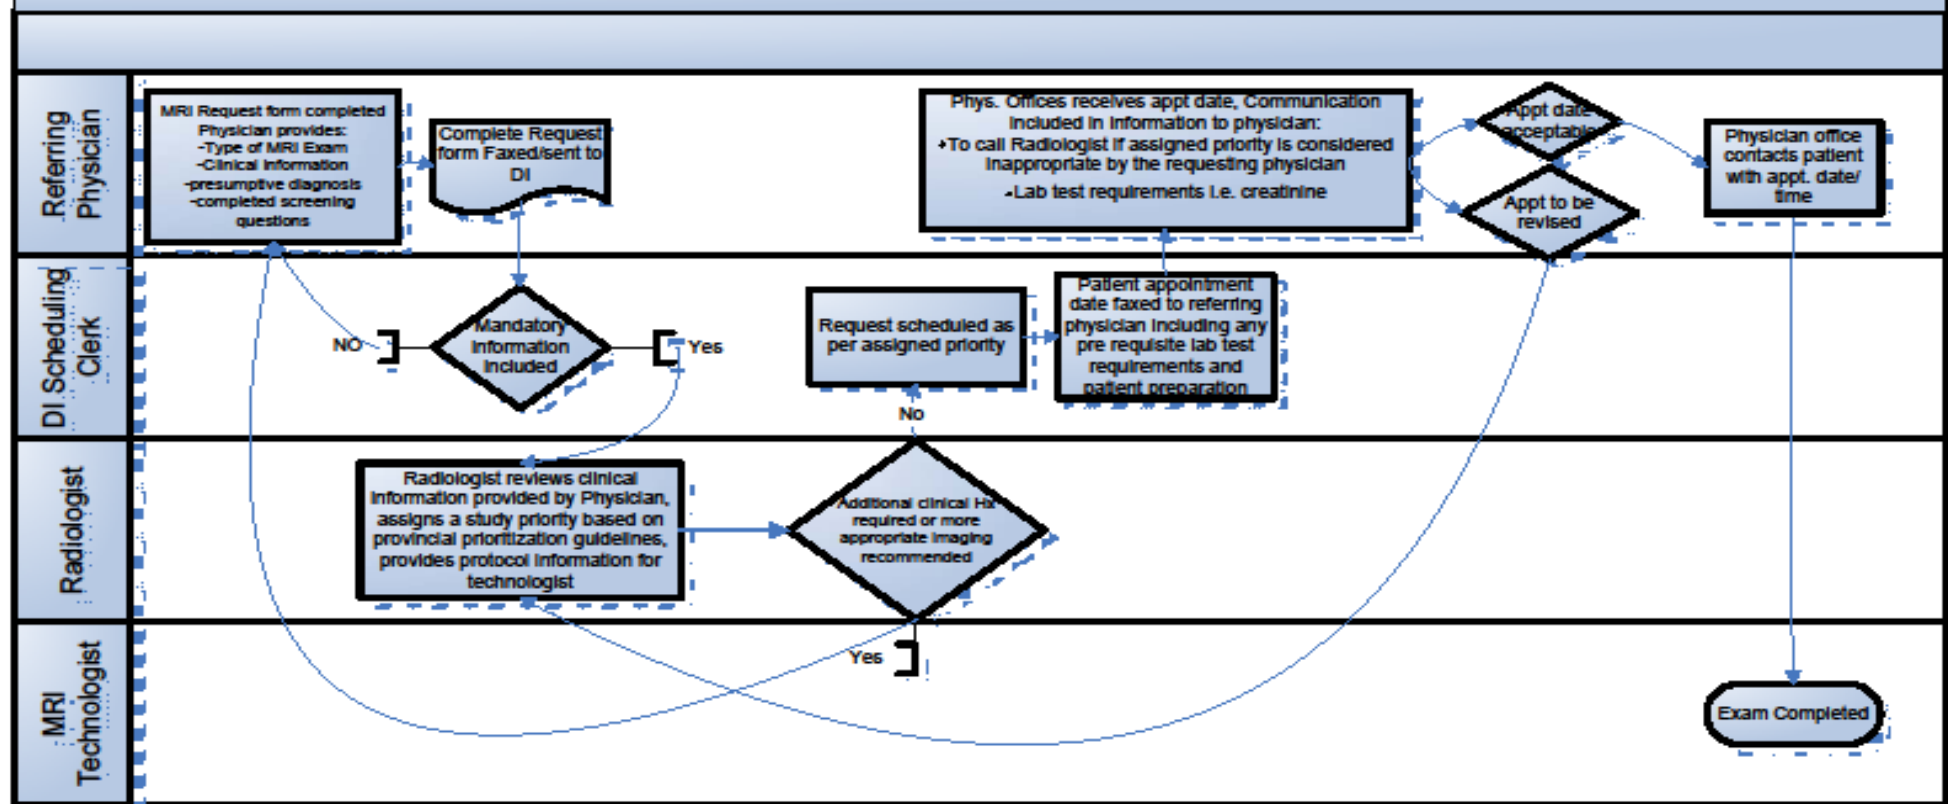 Referring
Physician
MRI Request form completed
Physician provides:
-Type of MRI Exam
-Clinical Information
-presumptive diagnosis
-completed screening
questions
Complete Request
form Faxed/sent to
DI
Phys. Offices receives appt date, Communication
included in information to physician:
•To call Radiologist if assigned priority is considered
inappropriate by the requesting physician
-Lab test requirements i.e. creatinine
Appt date
acceptable
Appt to be
revised
Physician office
contacts patient
with appt. date/
time
DI Scheduling
Clerk
NO
Mandatory
Information
Included
Yes
Request scheduled as
per assigned priority
Patient appointment
date faxed to referring
physician including any
pre requisite lab test
requirements and
patient preparation
No
Radiologist
Radiologist reviews clinical
information provided by Physician,
assigns a study priority based on
provincial prioritization guidelines,
provides protocol information for
technologist
Additional clinical Hx
required or more
appropriate imaging
recommended
MRI
Technologist
Yes
Exam Completed